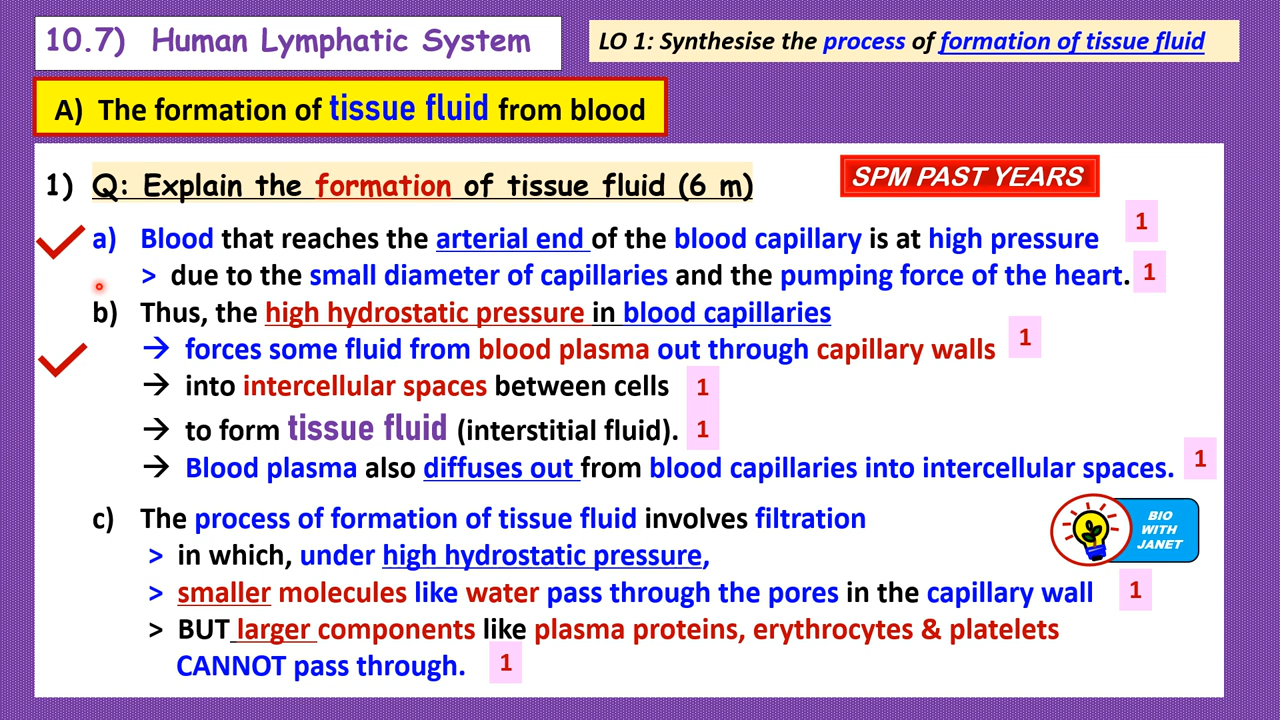 10.7) Human Lymphatic System
LO 1: Synthesise the process of formation of tissue fluid
A) The formation of tissue fluid from blood
1) Q: Explain the formation of tissue fluid (6 m)
SPM PAST YEARS
a) Blood that reaches the arterial end of the blood capillary is at high pressure 1
> due to the small diameter of capillaries and the pumping force of the heart. 1
b) Thus, the high hydrostatic pressure in blood capillaries
→ forces some fluid from blood plasma out through capillary walls 1
→ into intercellular spaces between cells 1
→ to form tissue fluid (interstitial fluid). 1
→ Blood plasma also diffuses out from blood capillaries into intercellular spaces. 1
c) The process of formation of tissue fluid involves filtration
> in which, under high hydrostatic pressure,
> smaller molecules like water pass through the pores in the capillary wall 1
> BUT larger components like plasma proteins, erythrocytes & platelets
CANNOT pass through. 1
BIO
WITH
JANET